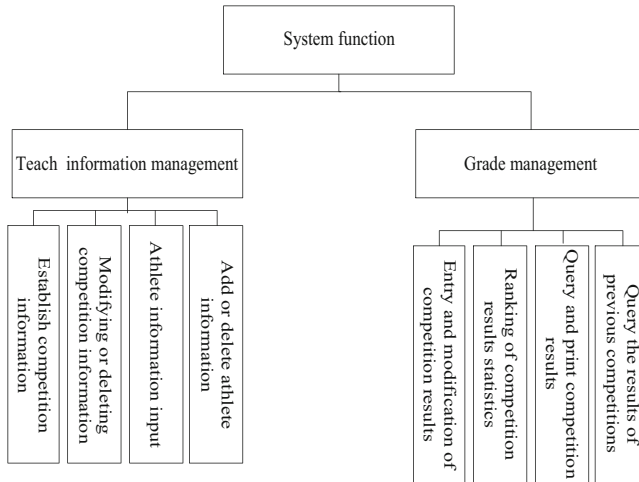 System function
Teach information management
Grade management
Establish competition
information
Modifying or deleting
competition information
Athlete information input
Add or delete athlete
information
Entry and modification of
competition results
Ranking of competition
results statistics
Query and print competition
results
Query the results of
previous competitions